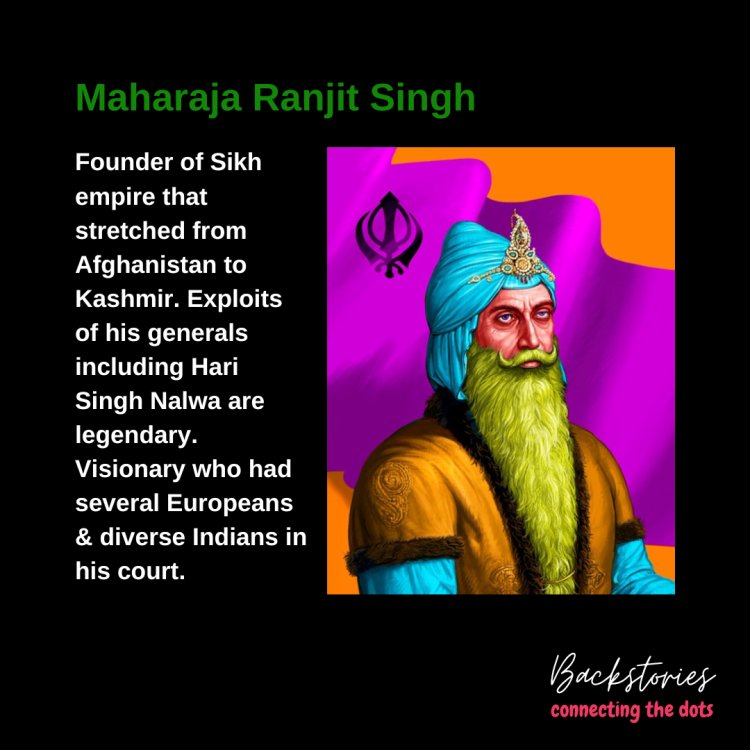 Maharaja Ranjit Singh
Founder of Sikh
empire that
stretched from
Afghanistan to
Kashmir. Exploits
of his generals
including Hari
Singh Nalwa are
legendary.
Visionary who had
several Europeans
& diverse Indians in
his court.
Backstories
connecting the dots